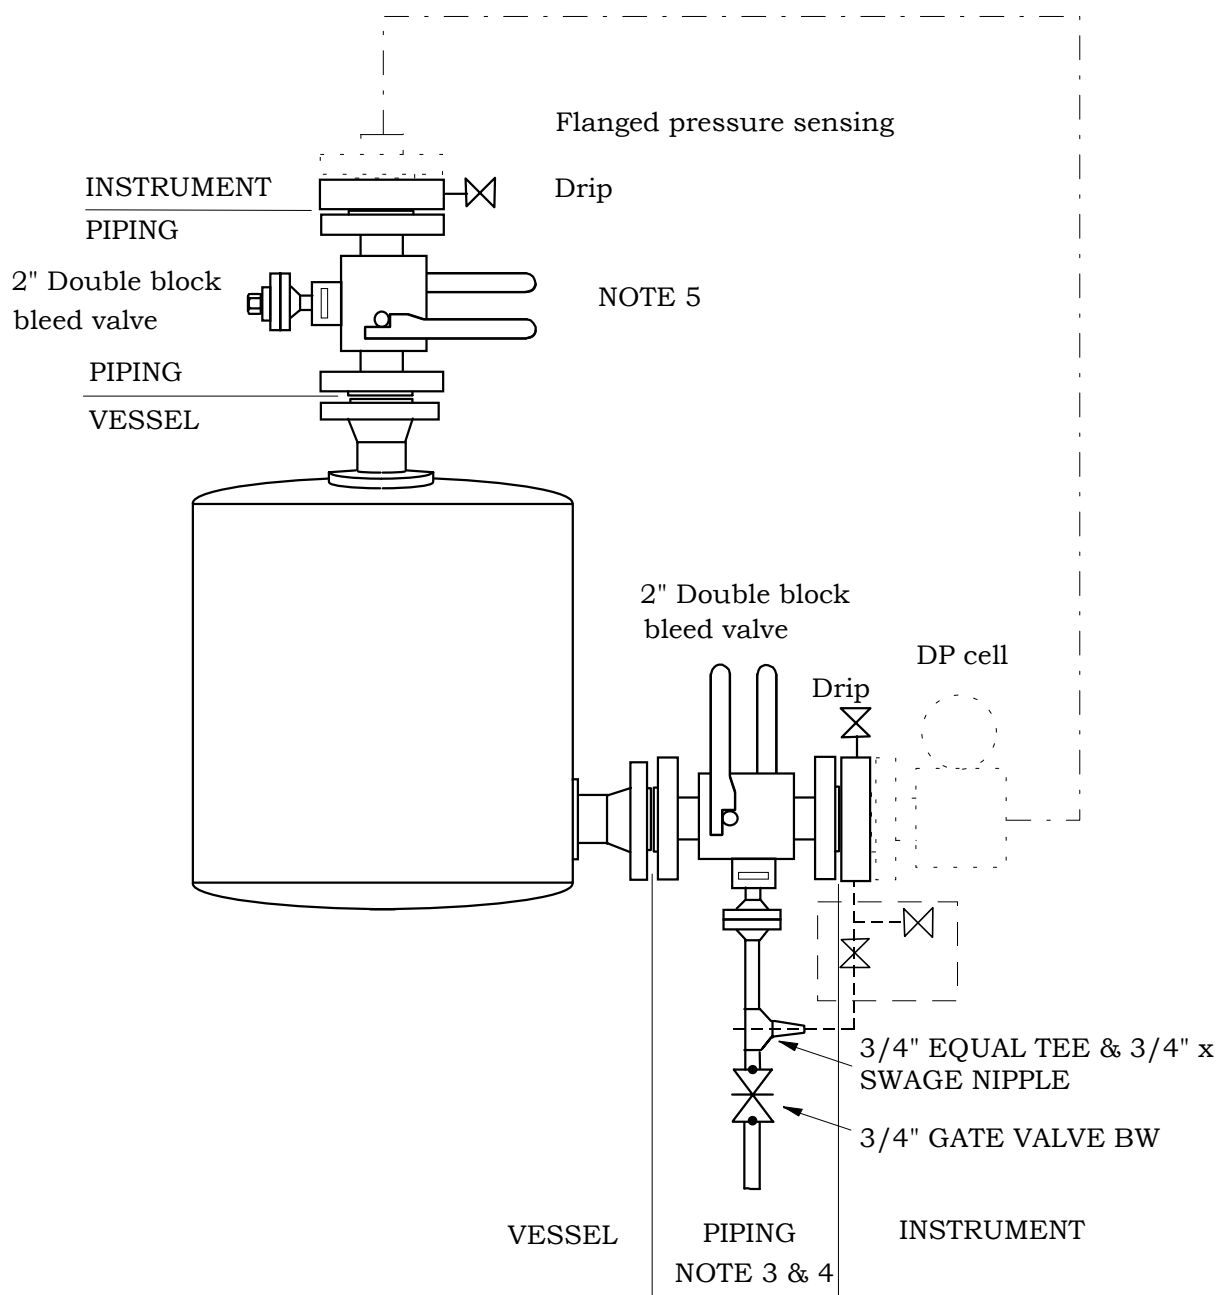 Flanged pressure sensing
INSTRUMENT
Drip
PIPING
2" Double block
bleed valve
NOTE 5
PIPING
VESSEL
2" Double block
bleed valve
DP cell
Drip
3/4" EQUAL TEE & 3/4" x
SWAGE NIPPLE
3/4" GATE VALVE BW
VESSEL
PIPING
INSTRUMENT
NOTE 3 & 4